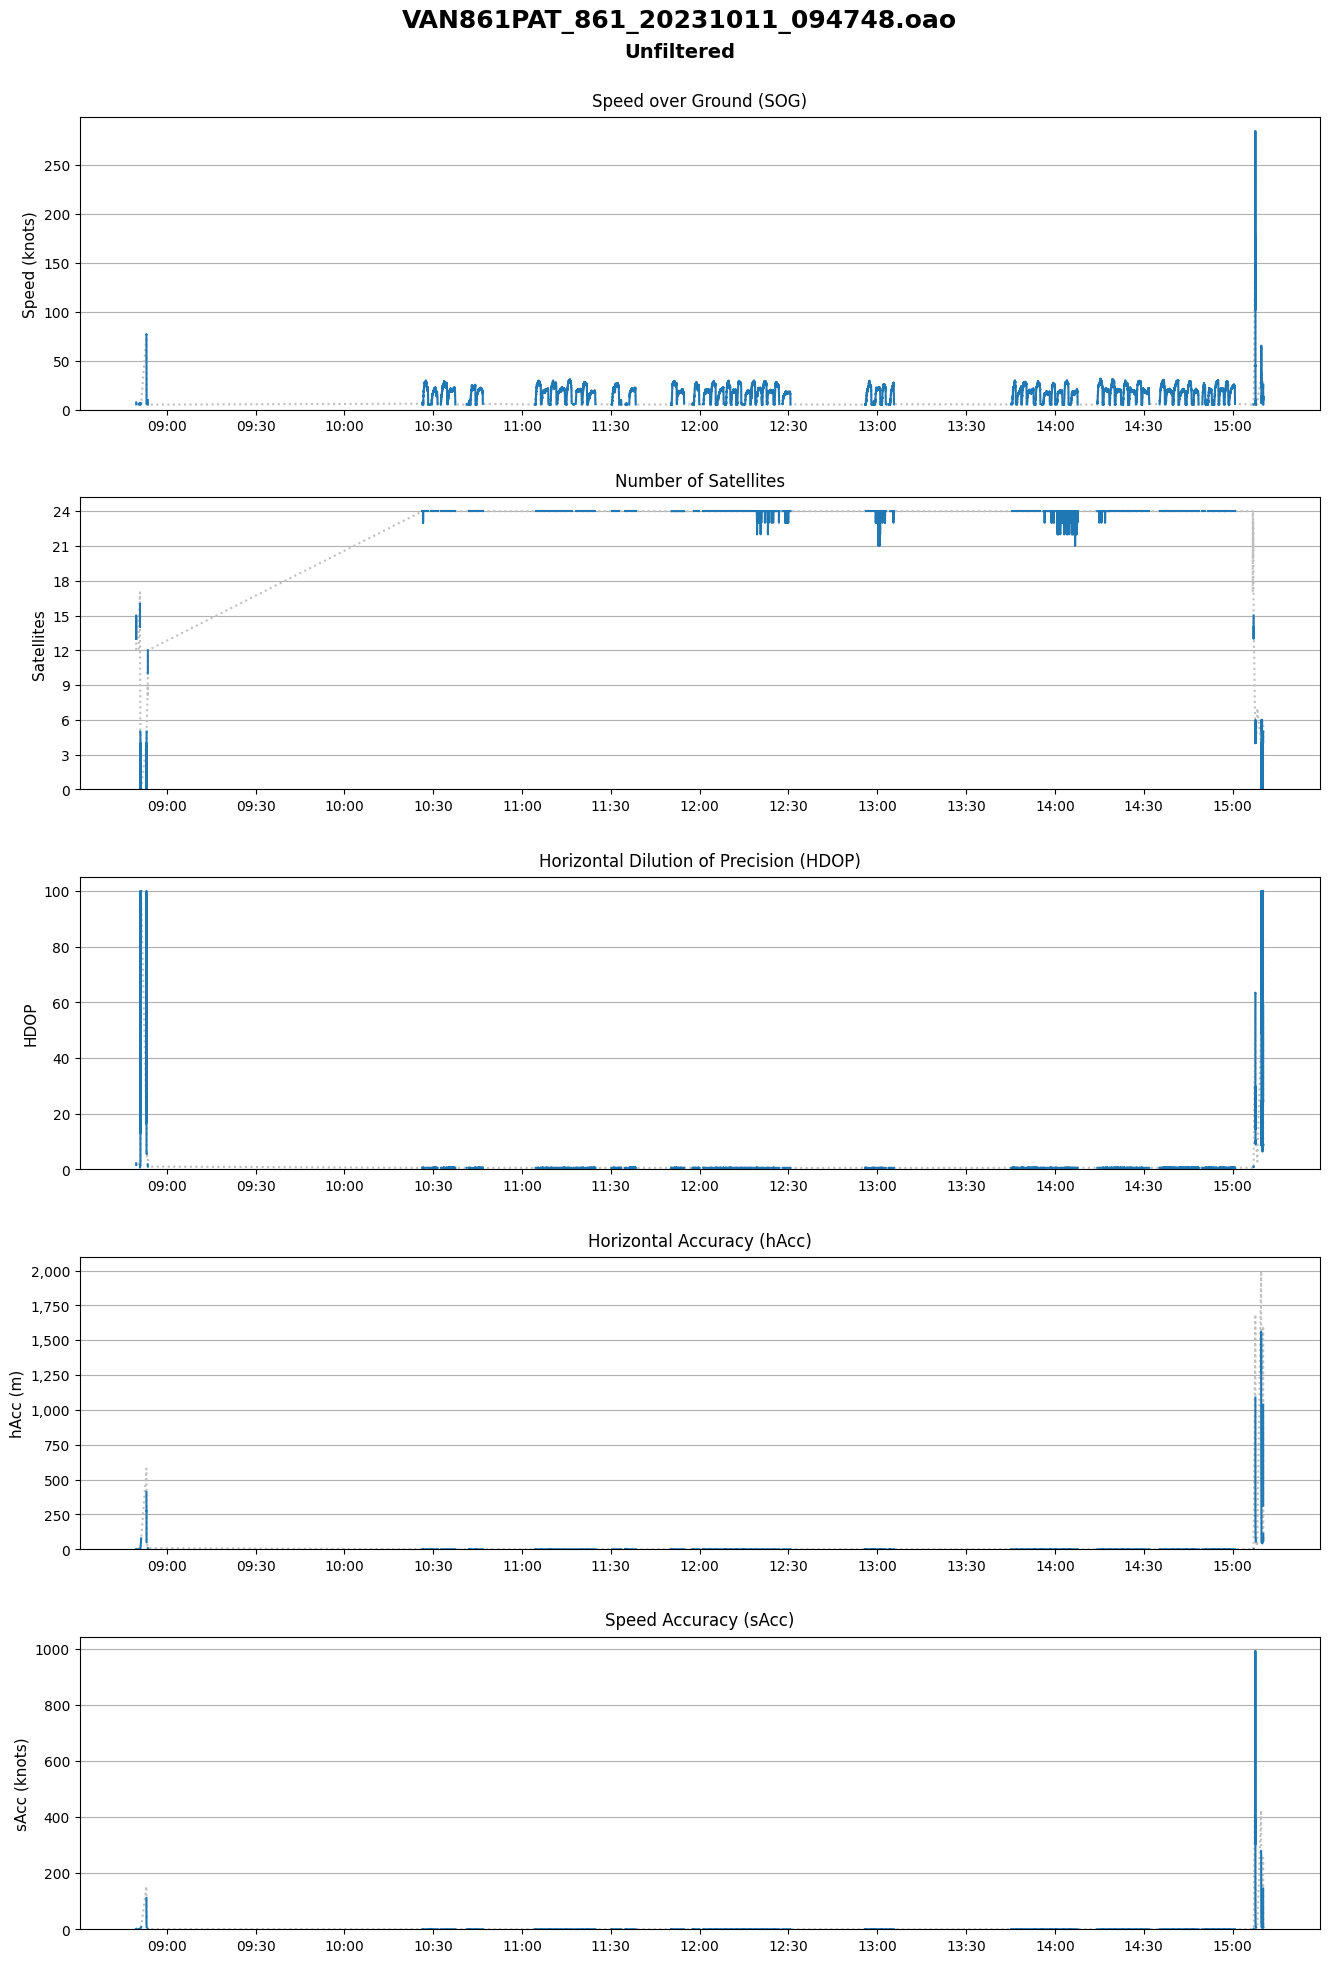 VAN861PAT_861_20231011_094748.oao
Unfiltered
Speed over Ground (SOG)
Speed (knots)
250
200
150
100
50
0
09:00 09:30 10:00 10:30 11:00 11:30 12:00 12:30 13:00 13:30 14:00 14:30 15:00
Number of Satellites
Satellites
24
21
18
15
12
9
6
3
0
09:00 09:30 10:00 10:30 11:00 11:30 12:00 12:30 13:00 13:30 14:00 14:30 15:00
Horizontal Dilution of Precision (HDOP)
HDOP
100
80
60
40
20
0
09:00 09:30 10:00 10:30 11:00 11:30 12:00 12:30 13:00 13:30 14:00 14:30 15:00
Horizontal Accuracy (hAcc)
hAcc (m)
2,000
1,750
1,500
1,250
1,000
750
500
250
0
09:00 09:30 10:00 10:30 11:00 11:30 12:00 12:30 13:00 13:30 14:00 14:30 15:00
Speed Accuracy (sAcc)
sAcc (knots)
1000
800
600
400
200
0
09:00 09:30 10:00 10:30 11:00 11:30 12:00 12:30 13:00 13:30 14:00 14:30 15:00